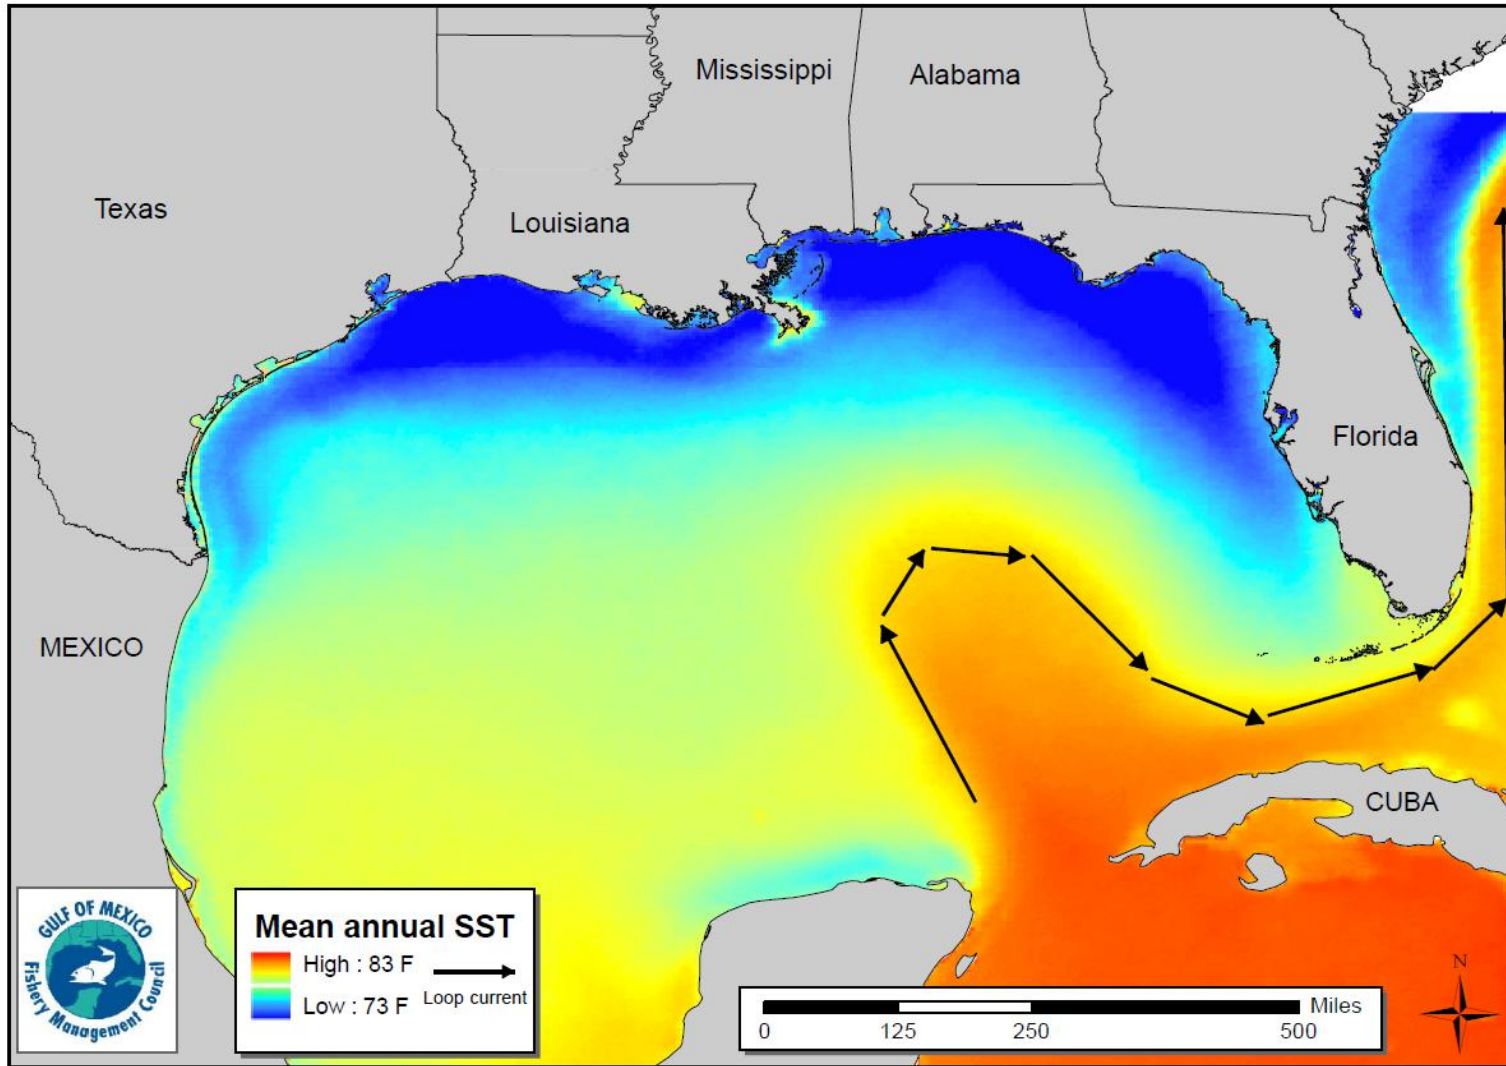 Mississippi
Alabama
Texas
Louisiana
Florida
MEXICO
CUBA
GULF OF MEXICO
Fishery Management Council
Mean annual SST
High : 83 F
Low : 73 F
Loop current
Miles
0 125 250 500
N